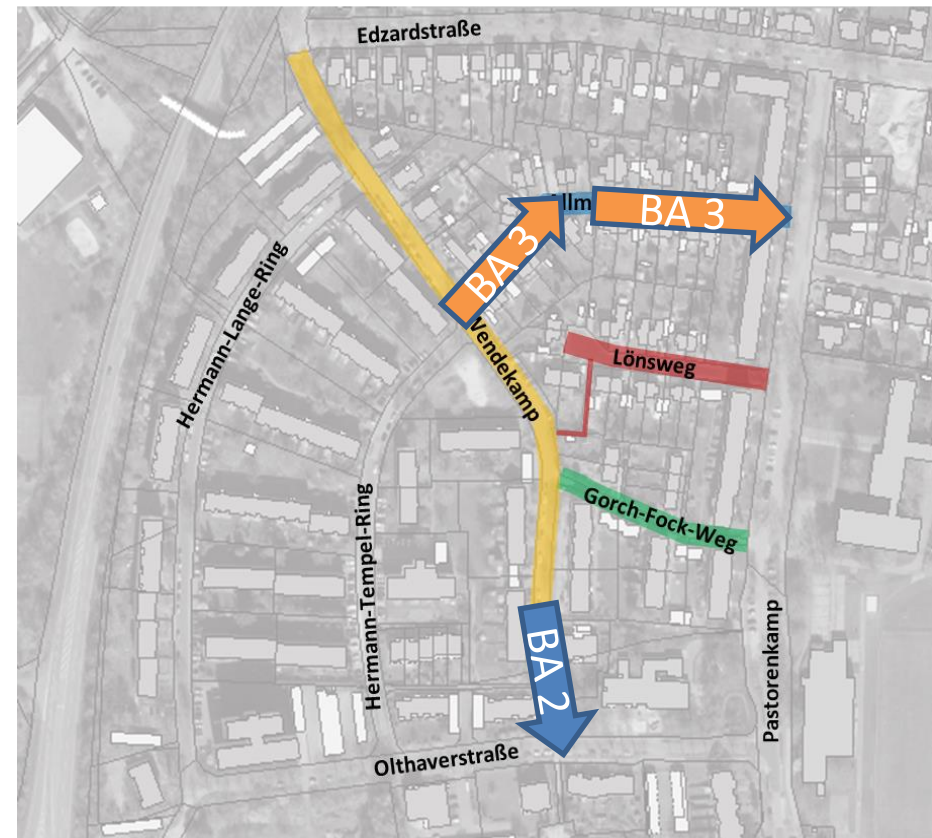 Edzardstraße
BA 3
BA 3
Hermann-Lange-Ring
Wendekamp
Lönsweg
Gorch-Fock-Weg
Hermann-Tempel-Ring
BA 2
Pastorenkamp
Olthaverstraße